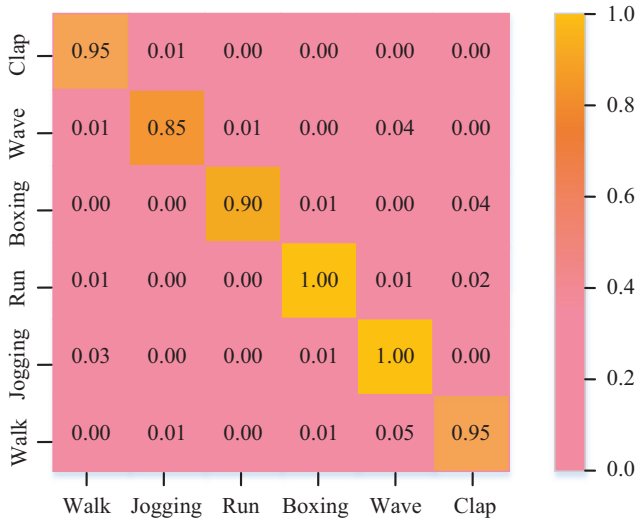 1.0
Clap 0.95 0.01 0.00 0.00 0.00 0.00
0.8
Wave 0.01 0.85 0.01 0.00 0.04 0.00
0.6
Boxing 0.00 0.00 0.90 0.01 0.00 0.04
0.4
Run 0.01 0.00 0.00 1.00 0.01 0.02
Jogging 0.03 0.00 0.00 0.01 1.00 0.00
0.2
Walk 0.00 0.01 0.00 0.01 0.05 0.95
0.0
Walk Jogging Run Boxing Wave Clap